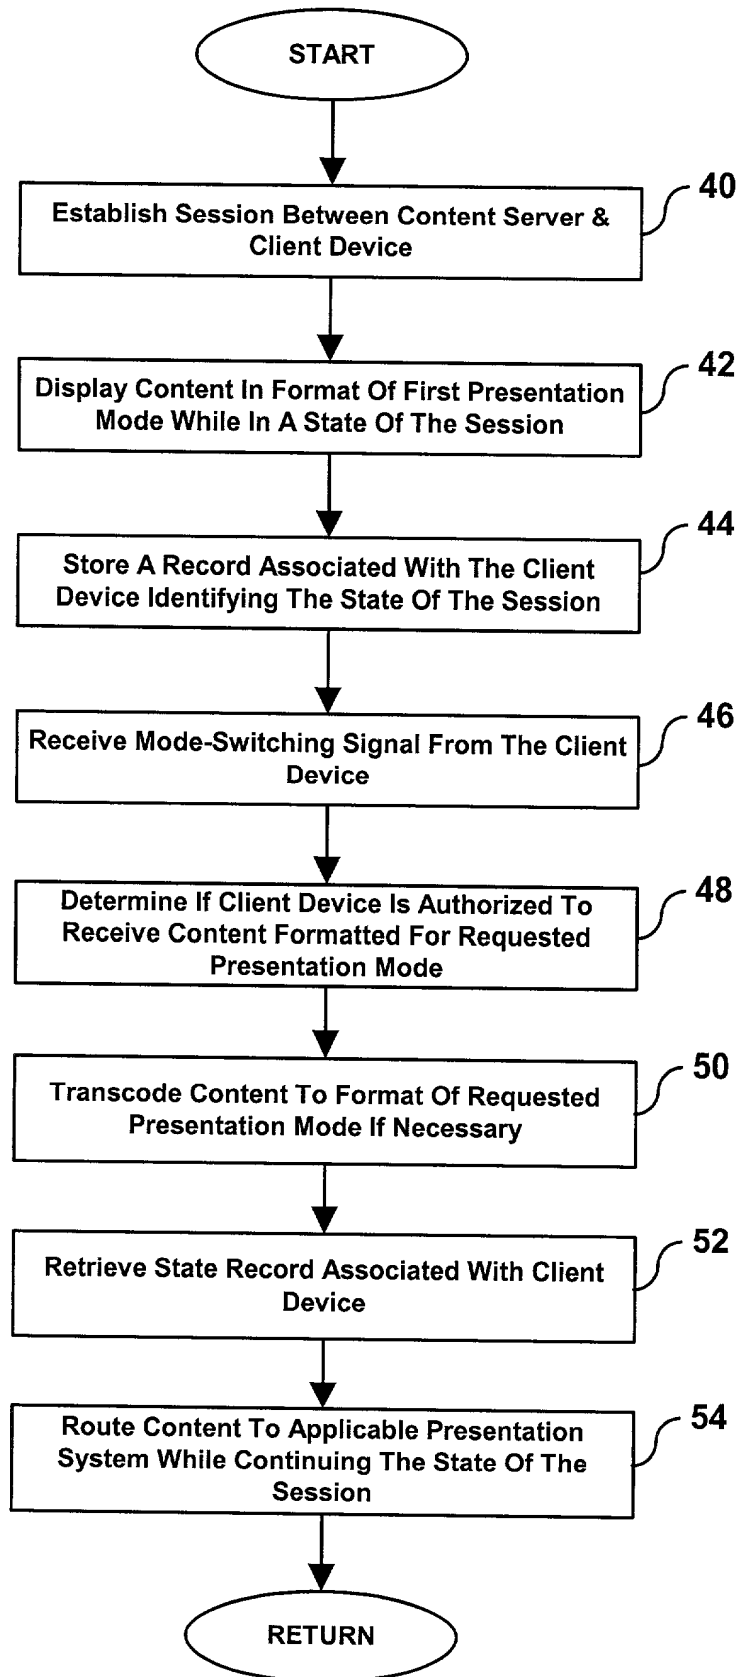 START
40
Establish Session Between Content Server &
Client Device
42
Display Content In Format Of First Presentation
Mode While In A State Of The Session
44
Store A Record Associated With The Client
Device Identifying The State Of The Session
46
Receive Mode-Switching Signal From The Client
Device
48
Determine If Client Device Is Authorized To
Receive Content Formatted For Requested
Presentation Mode
50
Transcode Content To Format Of Requested
Presentation Mode If Necessary
52
Retrieve State Record Associated With Client
Device
54
Route Content To Applicable Presentation
System While Continuing The State Of The
Session
RETURN